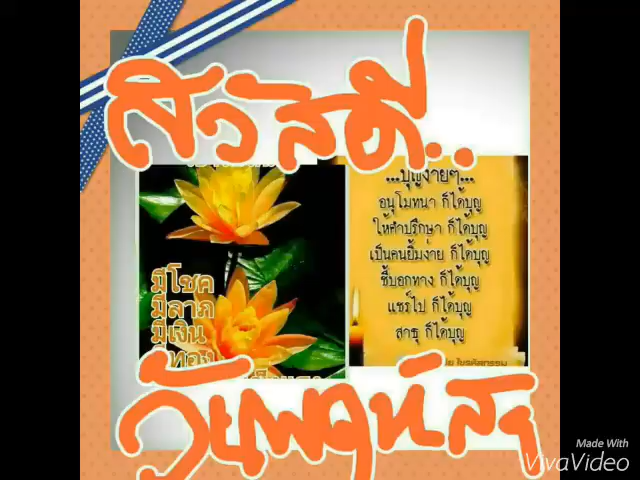 สวัสดี..
...บุญง่ายๆ...
อนุโมทนา ก็ได้บุญ
ให้คำปรึกษา ก็ได้บุญ
เป็นคนยิ้มง่าย ก็ได้บุญ
ชี้บอกทาง ก็ได้บุญ
แชร์ไป ก็ได้บุญ
สาธุ ก็ได้บุญ
มีโชค
มีลาภ
มีเงิน
ทอง
วันพฤหัสฯ
Made With
VivaVideo